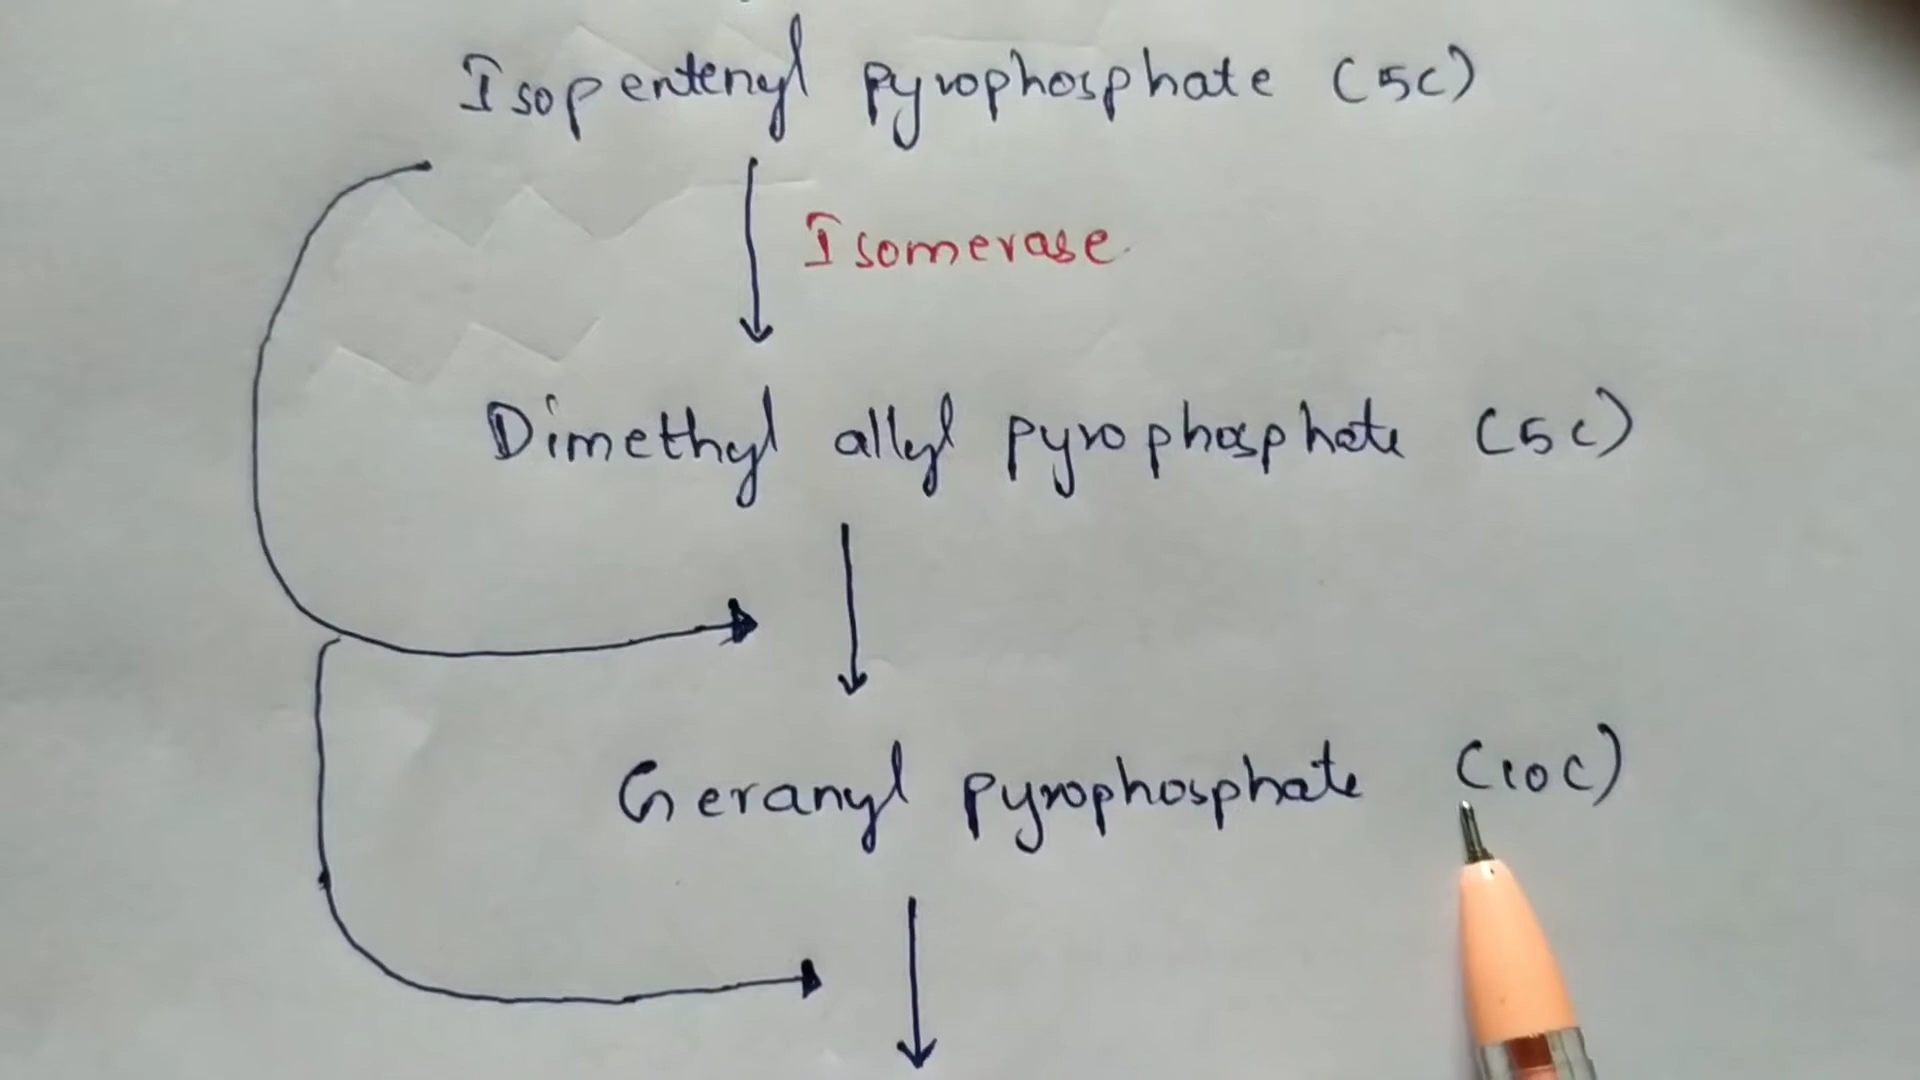 Isopentenyl pyrophosphate (5C)
Isomerase
Dimethyl allyl pyrophosphate (5C)
Geranyl pyrophosphate (10C)